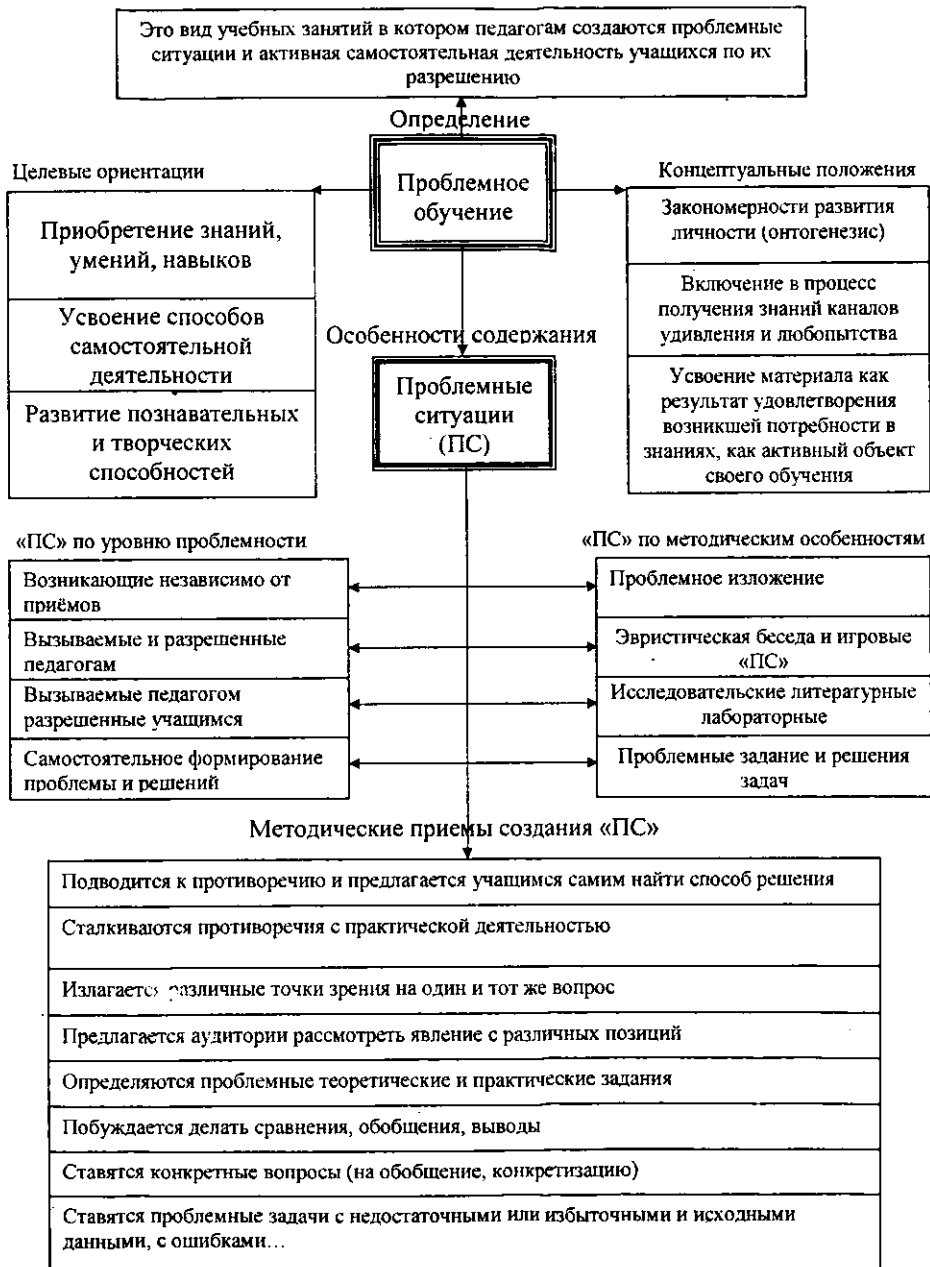 Это вид учебных занятий в котором педагогам создаются проблемные
ситуации и активная самостоятельная деятельность учащихся по их
разрешению
Определение
Целевые ориентации
Проблемное
обучение
Концептуальные положения
Приобретение знаний,
умений, навыков
Усвоение способов
самостоятельной
деятельности
Развитие познавательных
и творческих
способностей
Закономерности развития
личности (онтогенезис)
Включение в процесс
получения знаний каналов
удивления и любопытства
Усвоение материала как
результат удовлетворения
возникшей потребности в
знаниях, как активный объект
своего обучения
Особенности содержания
Проблемные
ситуации
(ПС)
«ПС» по уровню проблемности
Возникающие независимо от
приёмов
Вызываемые и разрешенные
педагогам
Вызываемые педагогом
разрешенные учащимся
Самостоятельное формирование
проблемы и решений
«ПС» по методическим особенностям
Проблемное изложение
Эвристическая беседа и игровые
«ПС»
Исследовательские литературные
лабораторные
Проблемные задание и решения
задач
Методические приемы создания «ПС»
Подводится к противоречию и предлагается учащимся самим найти способ решения
Сталкиваются противоречия с практической деятельностью
Излагаетс различные точки зрения на один и тот же вопрос
Предлагается аудитории рассмотреть явление с различных позиций
Определяются проблемные теоретические и практические задания
Побуждается делать сравнения, обобщения, выводы
Ставятся конкретные вопросы (на обобщение, конкретизацию)
Ставятся проблемные задачи с недостаточными или избыточными и исходными
данными, с ошибками…